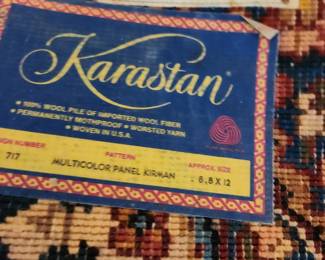 Karastan
• 100% WOOL PILE OF IMPORTED WOOL FIBER
• PERMANENTLY MOTHPROOF • WORSTED YARN
• WOVEN IN U.S.A.
NUMBER PATTERN APPROX. SIZE
717 MULTICOLOR PANEL KIRMAN 8.8 X 12